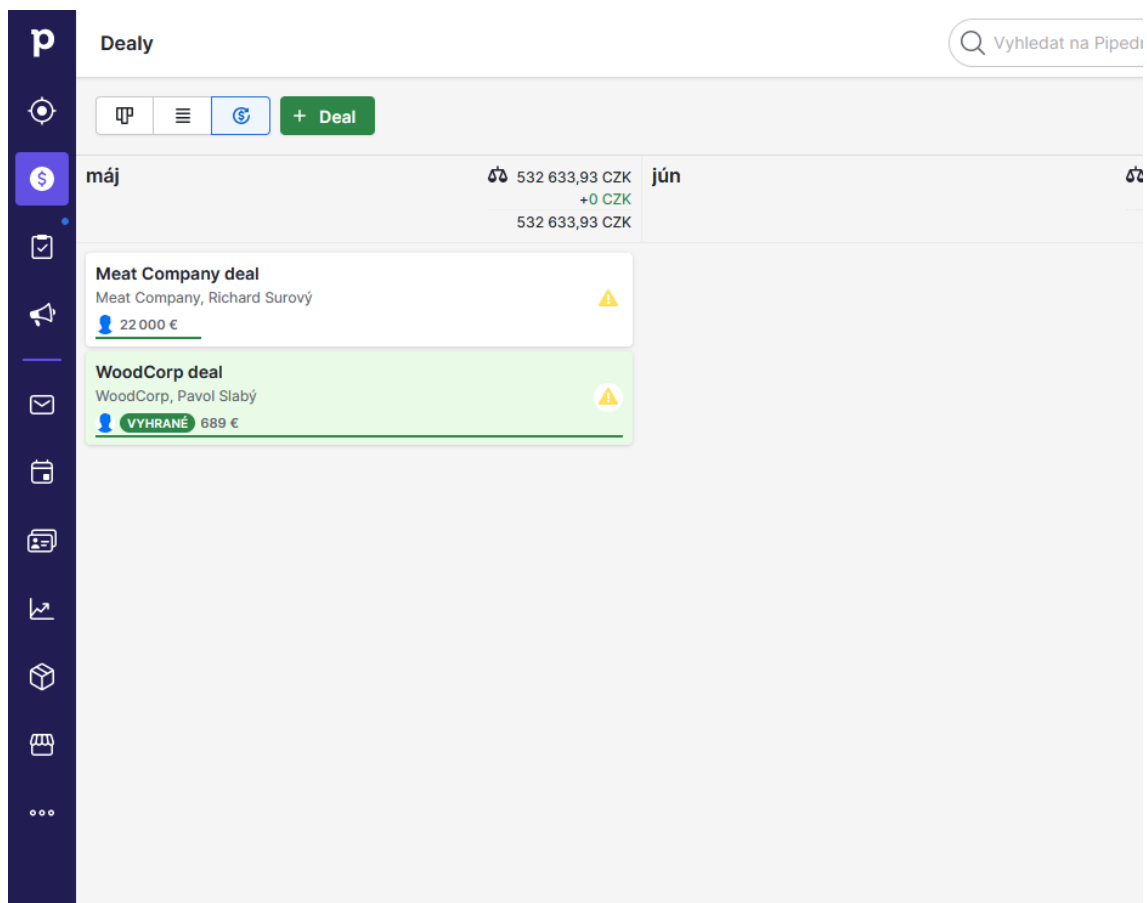 p
Dealy
Vyhledat na Pipedr
+ Deal
máj
532 633,93 CZK
+0 CZK
532 633,93 CZK
jún
Meat Company deal
Meat Company, Richard Surový
22 000 €
WoodCorp deal
WoodCorp, Pavol Slabý
VYHRANÉ 689 €